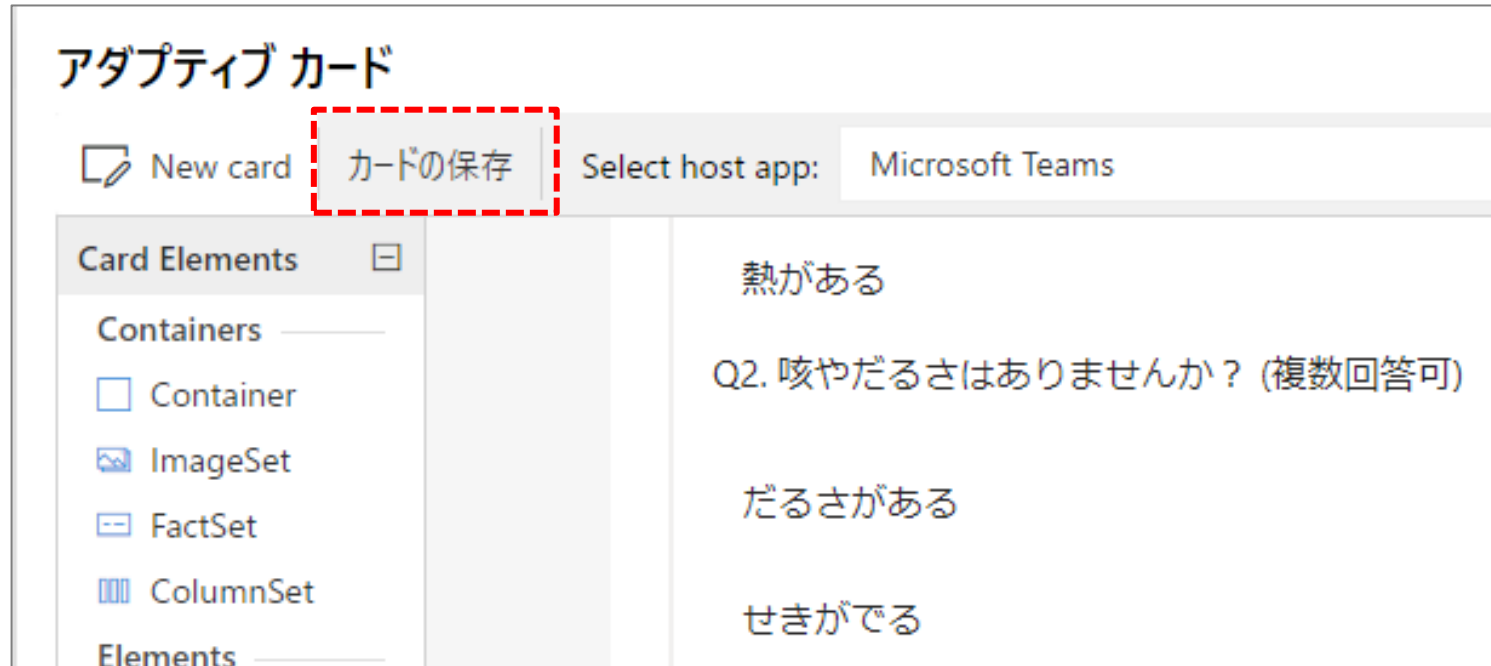 アダプティブ カード
New card カードの保存 Select host app: Microsoft Teams
Card Elements
Containers
Container
ImageSet
FactSet
ColumnSet
Elements
熱がある
Q2. 咳やだるさはありませんか？ (複数回答可)
だるさがある
せきがでる